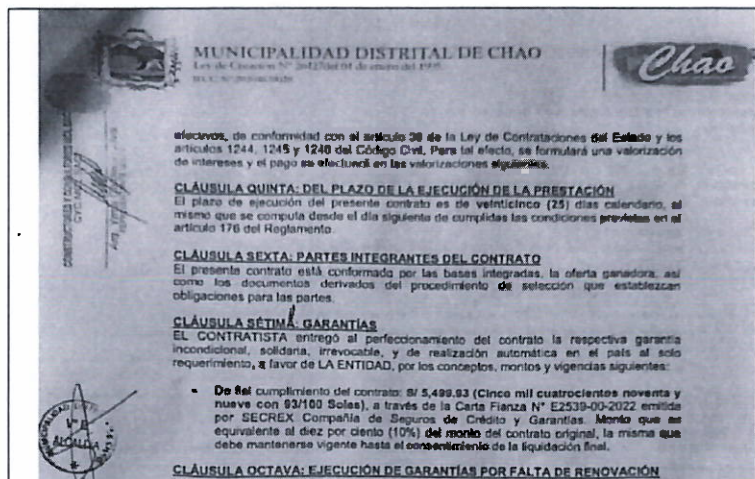 MUNICIPALIDAD DISTRITAL DE CHAO
Ley de Creación N° 26427 del 04 de enero del 1995
Chao
efectivos, de conformidad con el artículo 39 de la Ley de Contrataciones del Estado y los
artículos 1244, 1245 y 1246 del Código Civil. Para tal efecto, se formulará una valorización
de intereses y el pago se efectuará en las valorizaciones siguientes.
CLÁUSULA QUINTA: DEL PLAZO DE LA EJECUCIÓN DE LA PRESTACIÓN
El plazo de ejecución del presente contrato es de veinticinco (25) días calendario, el
mismo que se computa desde el día siguiente de cumplidas las condiciones previstas en el
artículo 176 del Reglamento.
CLÁUSULA SEXTA: PARTES INTEGRANTES DEL CONTRATO
El presente contrato está conformado por las bases integradas, la oferta ganadora, así
como los documentos derivados del procedimiento de selección que establezcan
obligaciones para las partes.
CLÁUSULA SÉTIMA: GARANTÍAS
EL CONTRATISTA entregó al perfeccionamiento del contrato la respectiva garantía
incondicional, solidaria, irrevocable, y de realización automática en el país al solo
requerimiento, a favor de LA ENTIDAD, por los conceptos, montos y vigencias siguientes:
• De fiel cumplimiento del contrato: S/ 5,499.93 (Cinco mil cuatrocientos noventa y
nueve con 93/100 Soles), a través de la Carta Fianza N° E2539-00-2022 emitida
por SECREX Compañía de Seguros de Crédito y Garantías. Monto que es
equivalente al diez por ciento (10%) del monto del contrato original, la misma que
debe mantenerse vigente hasta el consentimiento de la liquidación final.
ALCALDÍA
CLÁUSULA OCTAVA: EJECUCIÓN DE GARANTÍAS POR FALTA DE RENOVACIÓN